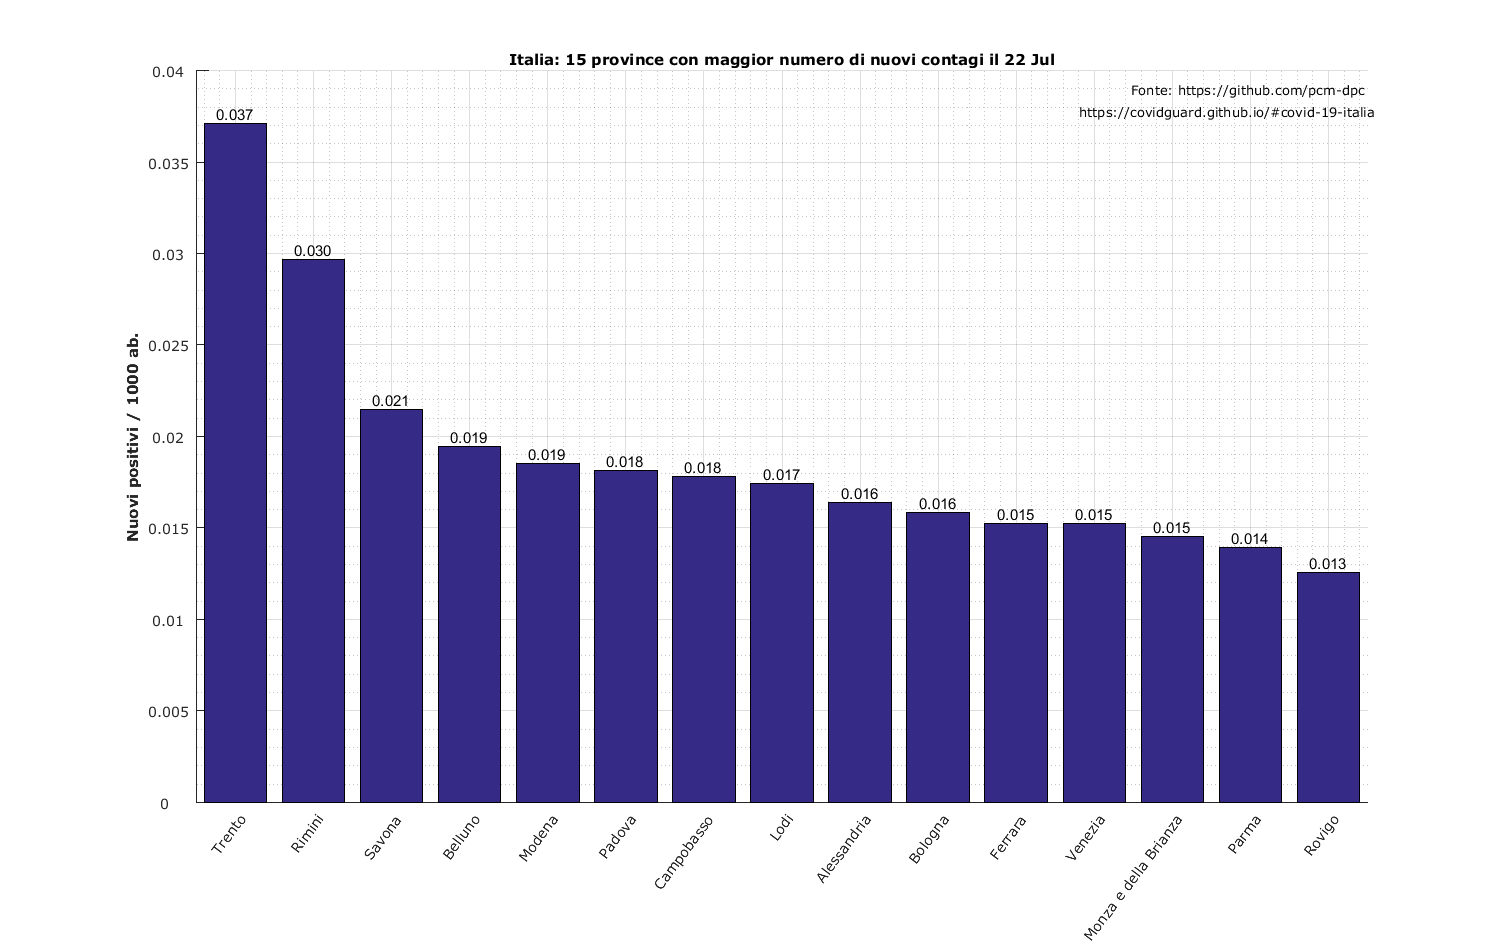 Italia: 15 province con maggior numero di nuovi contagi il 22 Jul
Fonte: https://github.com/pcm-dpc
https://covidguard.github.io/#covid-19-italia
Nuovi positivi / 1000 ab.
0.04
0.035
0.03
0.025
0.02
0.015
0.01
0.005
0
0.037
0.030
0.021
0.019
0.019
0.018
0.018
0.017
0.016
0.016
0.015
0.015
0.015
0.014
0.013
Trento
Rimini
Savona
Belluno
Modena
Padova
Campobasso
Lodi
Alessandria
Bologna
Ferrara
Venezia
Monza e della Brianza
Parma
Rovigo